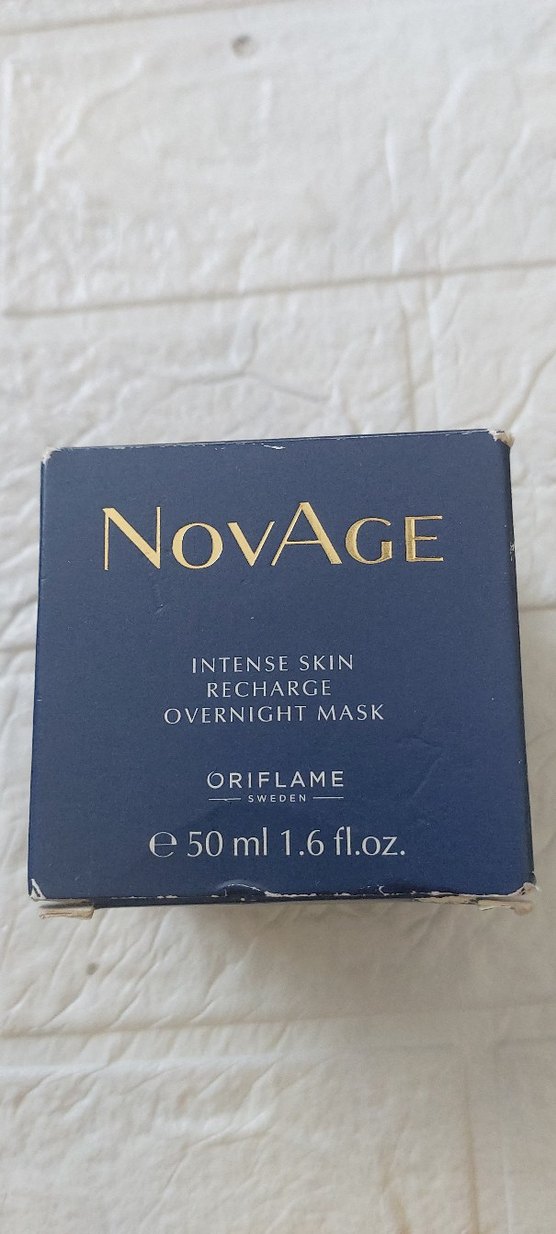 NOVAGE
INTENSE SKIN
RECHARGE
OVERNIGHT MASK
ORIFLAME
SWEDEN
℮ 50 ml 1.6 fl.oz.